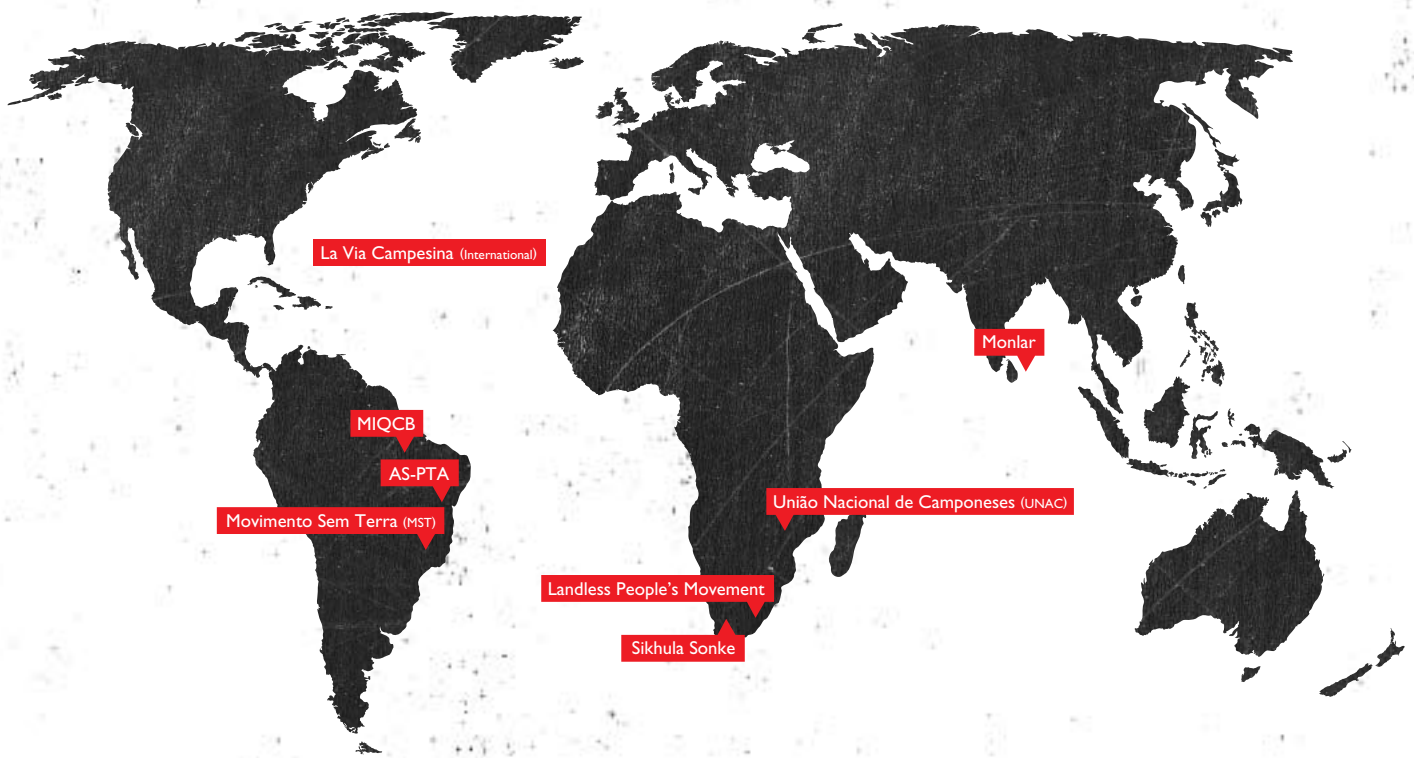 La Via Campesina (International)
Monlar
MIQCB
AS-PTA
União Nacional de Camponeses (UNAC)
Movimento Sem Terra (MST)
Landless People’s Movement
Sikhula Sonke